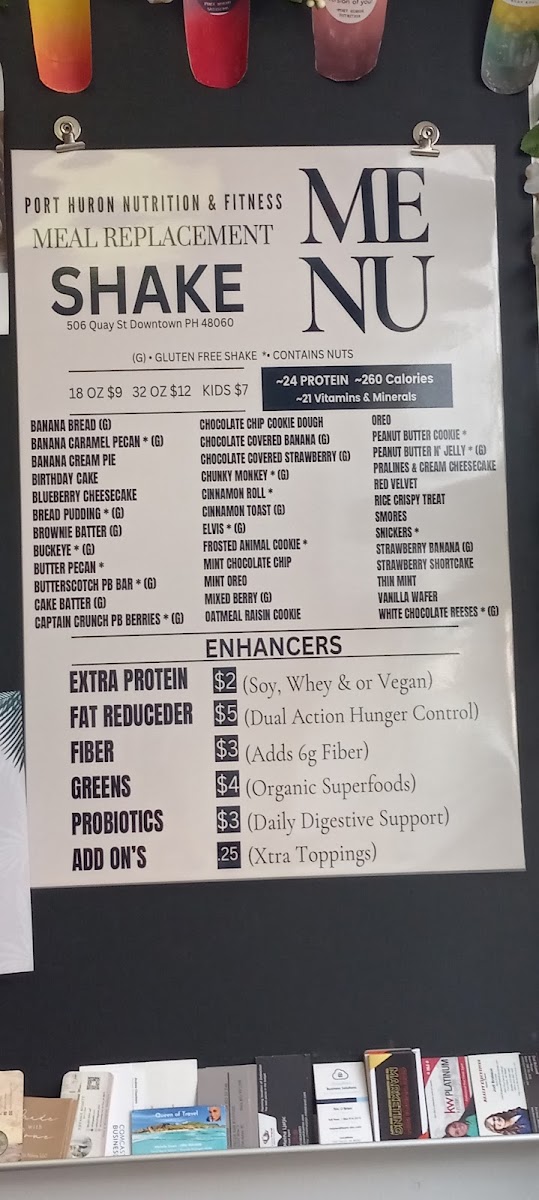 PORT HURON NUTRITION & FITNESS
MEAL REPLACEMENT
SHAKE
506 Quay St Downtown PH 48060
ME
NU
(G) • GLUTEN FREE SHAKE *• CONTAINS NUTS
18 OZ $9 32 OZ $12 KIDS $7
~24 PROTEIN ~260 Calories
~21 Vitamins & Minerals
BANANA BREAD (G)
BANANA CARAMEL PECAN * (G)
BANANA CREAM PIE
BIRTHDAY CAKE
BLUEBERRY CHEESECAKE
BREAD PUDDING * (G)
BROWNIE BATTER (G)
BUCKEYE * (G)
BUTTER PECAN *
BUTTERSCOTCH PB BAR * (G)
CAKE BATTER (G)
CAPTAIN CRUNCH PB BERRIES * (G)
CHOCOLATE CHIP COOKIE DOUGH
CHOCOLATE COVERED BANANA (G)
CHOCOLATE COVERED STRAWBERRY (G)
CHUNKY MONKEY * (G)
CINNAMON ROLL *
CINNAMON TOAST (G)
ELVIS * (G)
FROSTED ANIMAL COOKIE *
MINT CHOCOLATE CHIP
MINT OREO
MIXED BERRY (G)
OATMEAL RAISIN COOKIE
OREO
PEANUT BUTTER COOKIE *
PEANUT BUTTER N' JELLY * (G)
PRALINES & CREAM CHEESECAKE
RED VELVET
RICE CRISPY TREAT
SMORES
SNICKERS *
STRAWBERRY BANANA (G)
STRAWBERRY SHORTCAKE
THIN MINT
VANILLA WAFER
WHITE CHOCOLATE REESES * (G)
ENHANCERS
EXTRA PROTEIN $2 (Soy, Whey & or Vegan)
FAT REDUCEDER $5 (Dual Action Hunger Control)
FIBER $3 (Adds 6g Fiber)
GREENS $4 (Organic Superfoods)
PROBIOTICS $3 (Daily Digestive Support)
ADD ON'S .25 (Xtra Toppings)
COMCAST
BUSINESS
Queen of Travel
MARKETING
KW PLATINUM